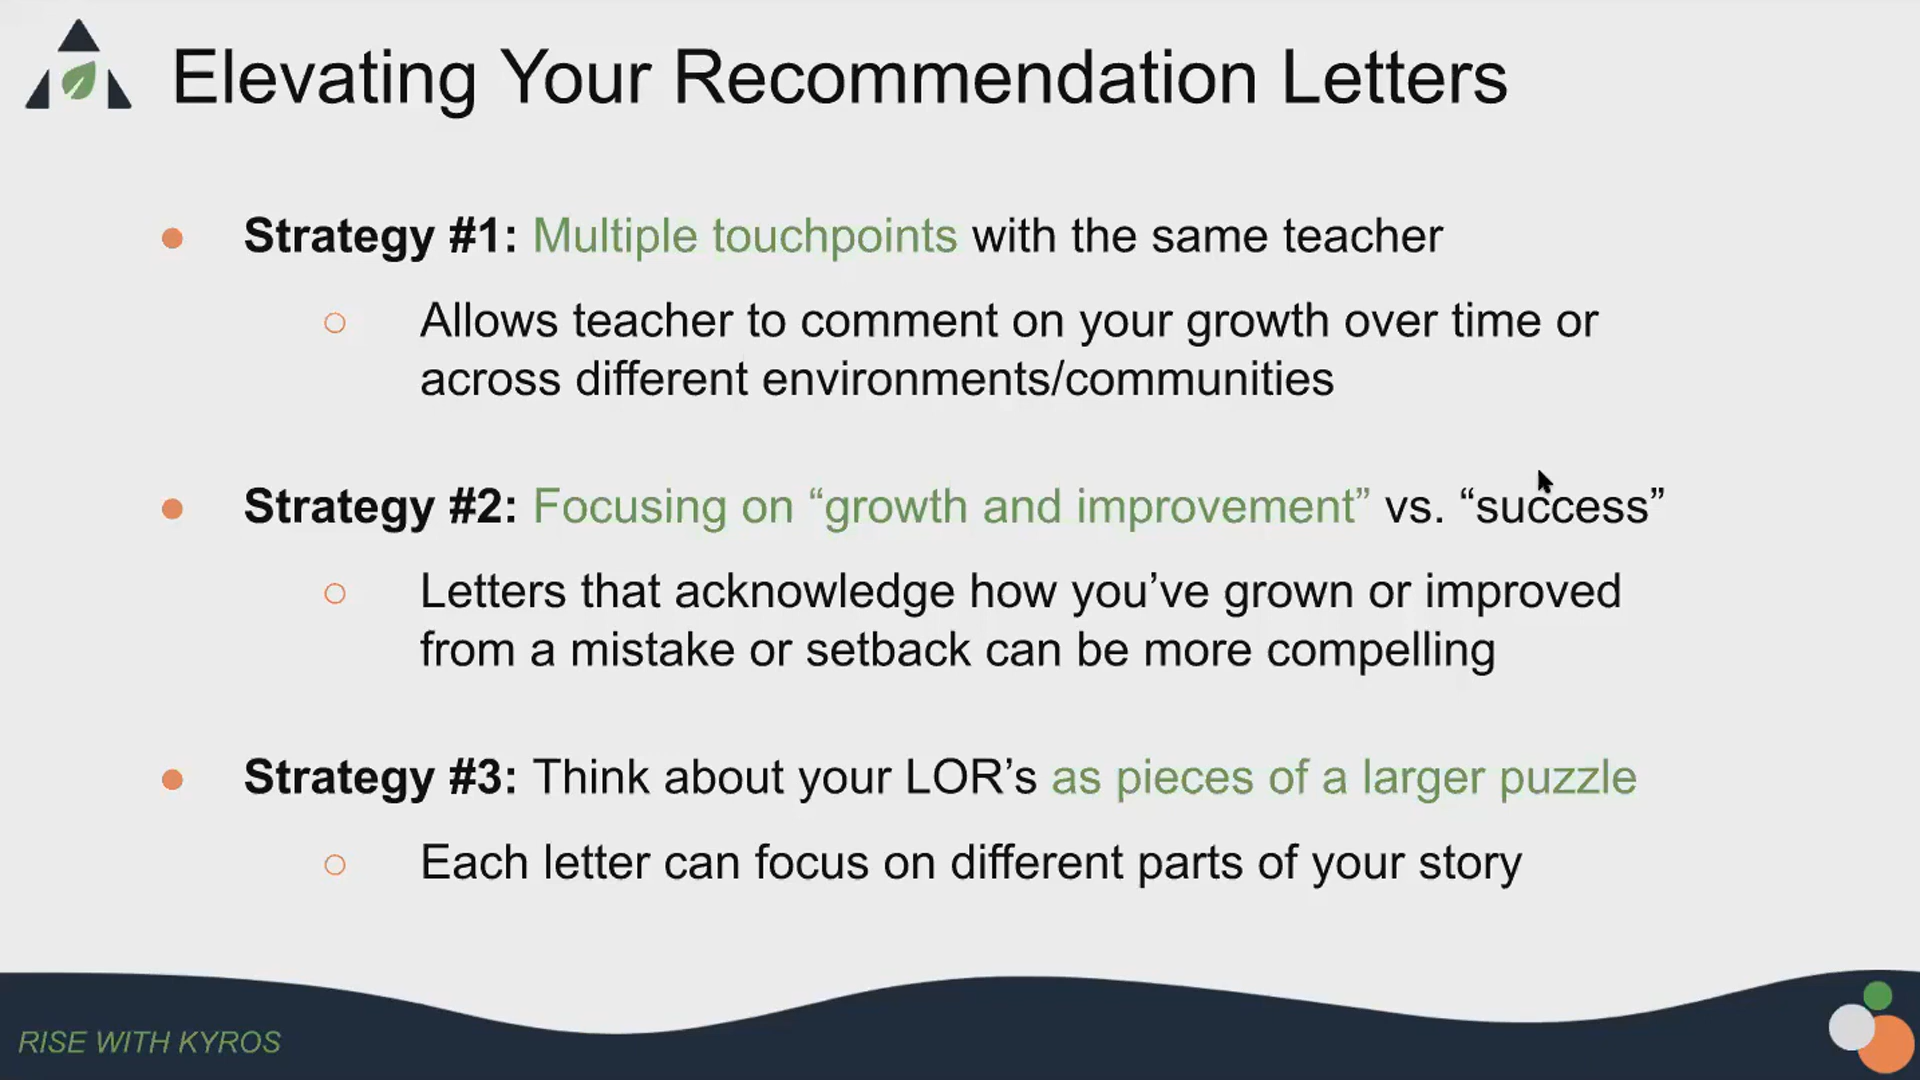 Elevating Your Recommendation Letters
Strategy #1: Multiple touchpoints with the same teacher
Allows teacher to comment on your growth over time or
across different environments/communities
Strategy #2: Focusing on “growth and improvement” vs. “success”
Letters that acknowledge how you’ve grown or improved
from a mistake or setback can be more compelling
Strategy #3: Think about your LOR’s as pieces of a larger puzzle
Each letter can focus on different parts of your story
RISE WITH KYROS